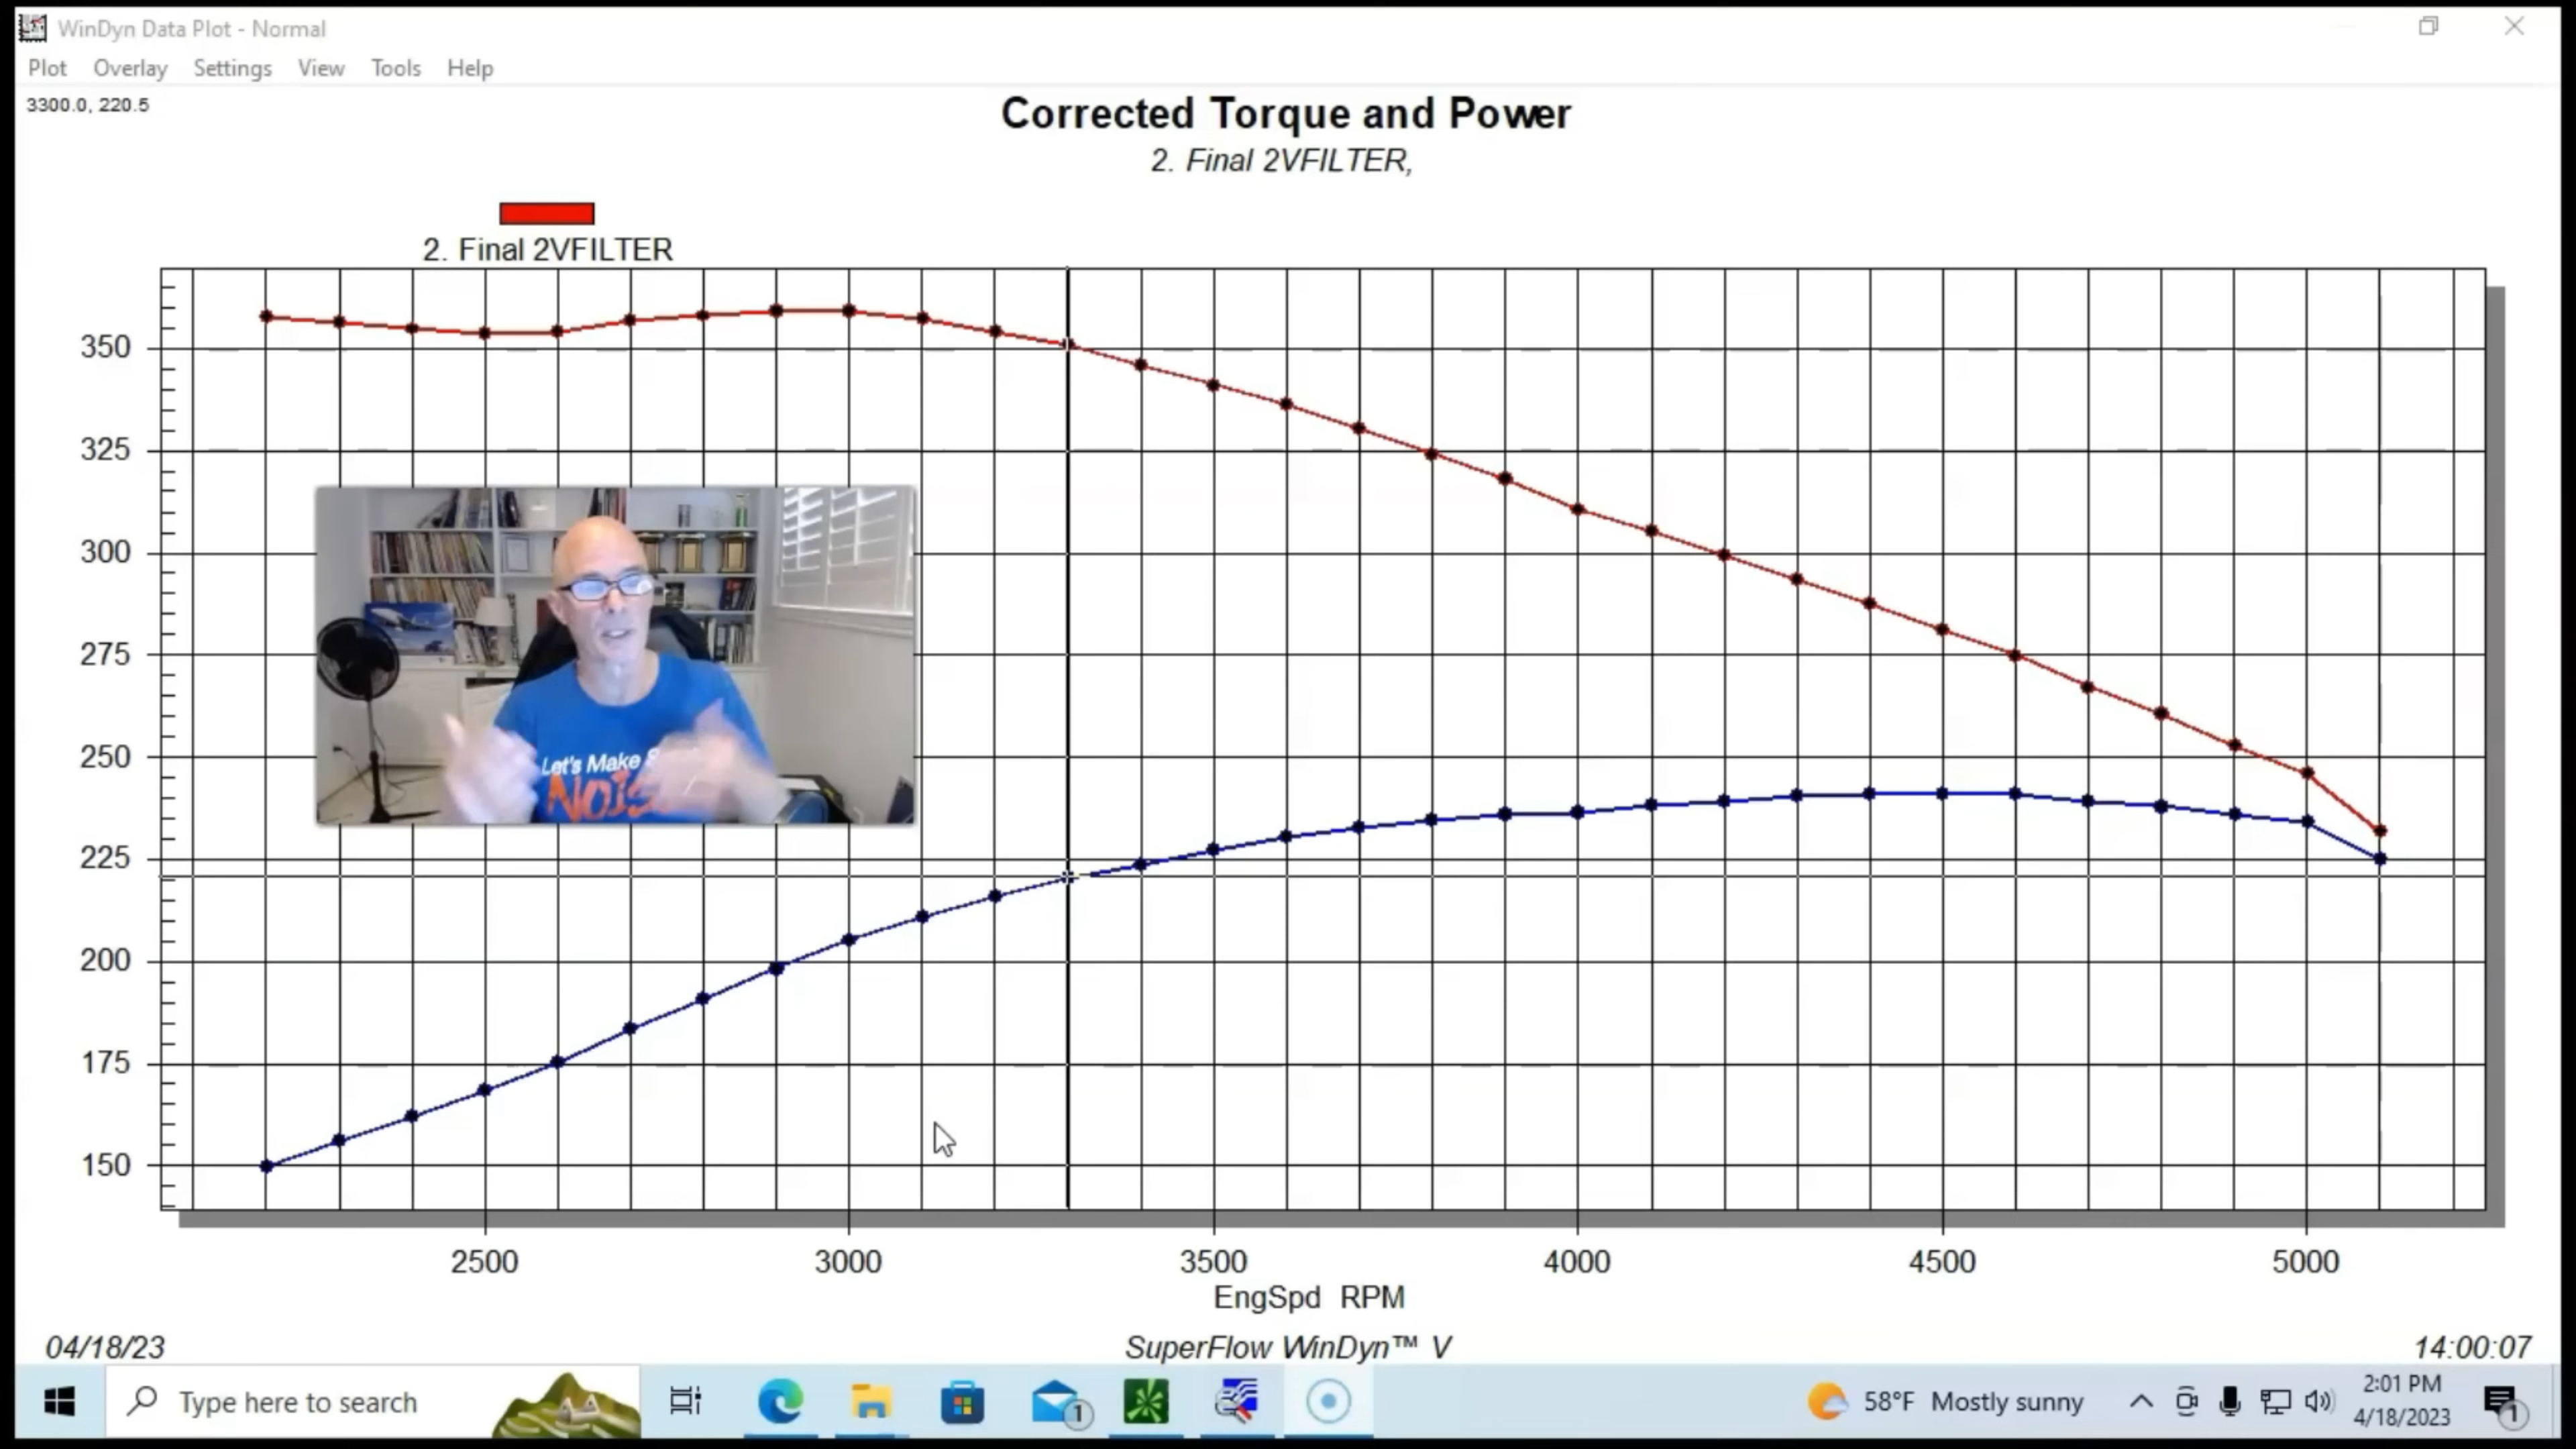 WinDyn Data Plot - Normal
Plot Overlay Settings View Tools Help
3300.0, 220.5
Corrected Torque and Power
2. Final 2VFILTER,
2. Final 2VFILTER
350
325
300
275
250
225
200
175
150
Let's Make
2500 3000 3500 4000 4500 5000
EngSpd RPM
04/18/23 SuperFlow WinDyn™ V 14:00:07
Type here to search 1 58°F Mostly sunny 2:01 PM
4/18/2023 1